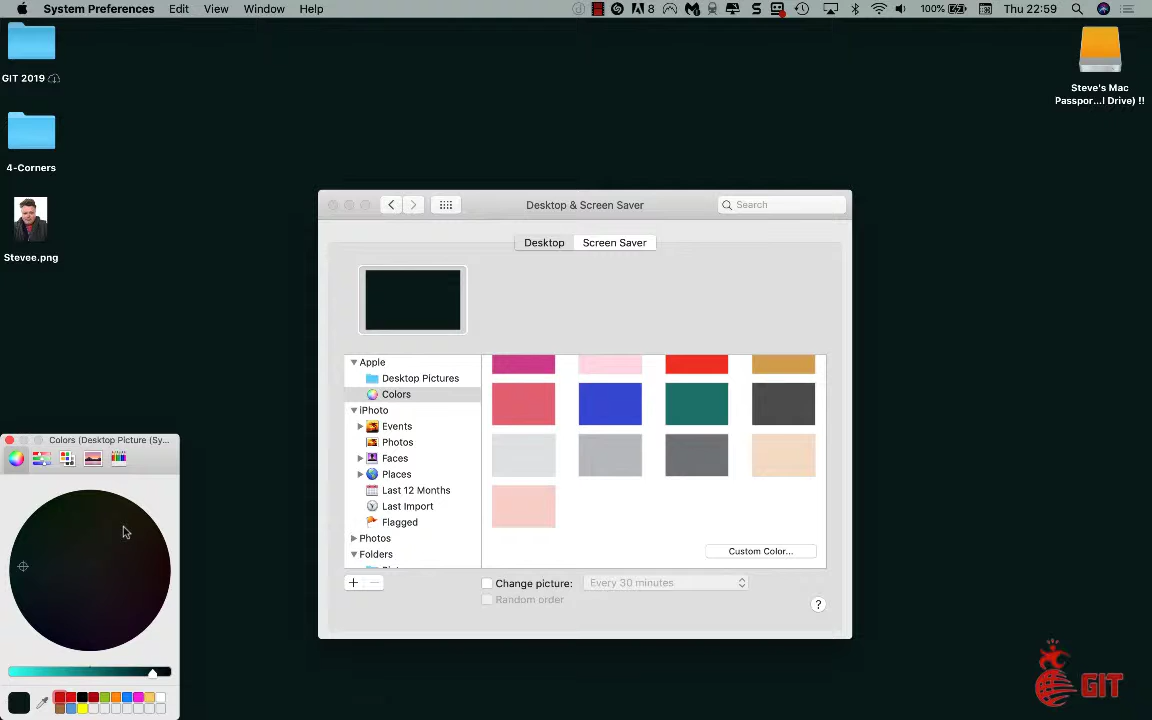 System Preferences Edit View Window Help
8 100% Thu 22:59
GIT 2019
4-Corners
Stevee.png
Steve's Mac
Passpor...l Drive) !!
Desktop & Screen Saver
Search
Desktop Screen Saver
Apple
Desktop Pictures
Colors
iPhoto
Events
Photos
Faces
Places
Last 12 Months
Last Import
Flagged
Photos
Folders
Custom Color...
Change picture: Every 30 minutes
Random order
?
Colors (Desktop Picture (Sy...
GIT